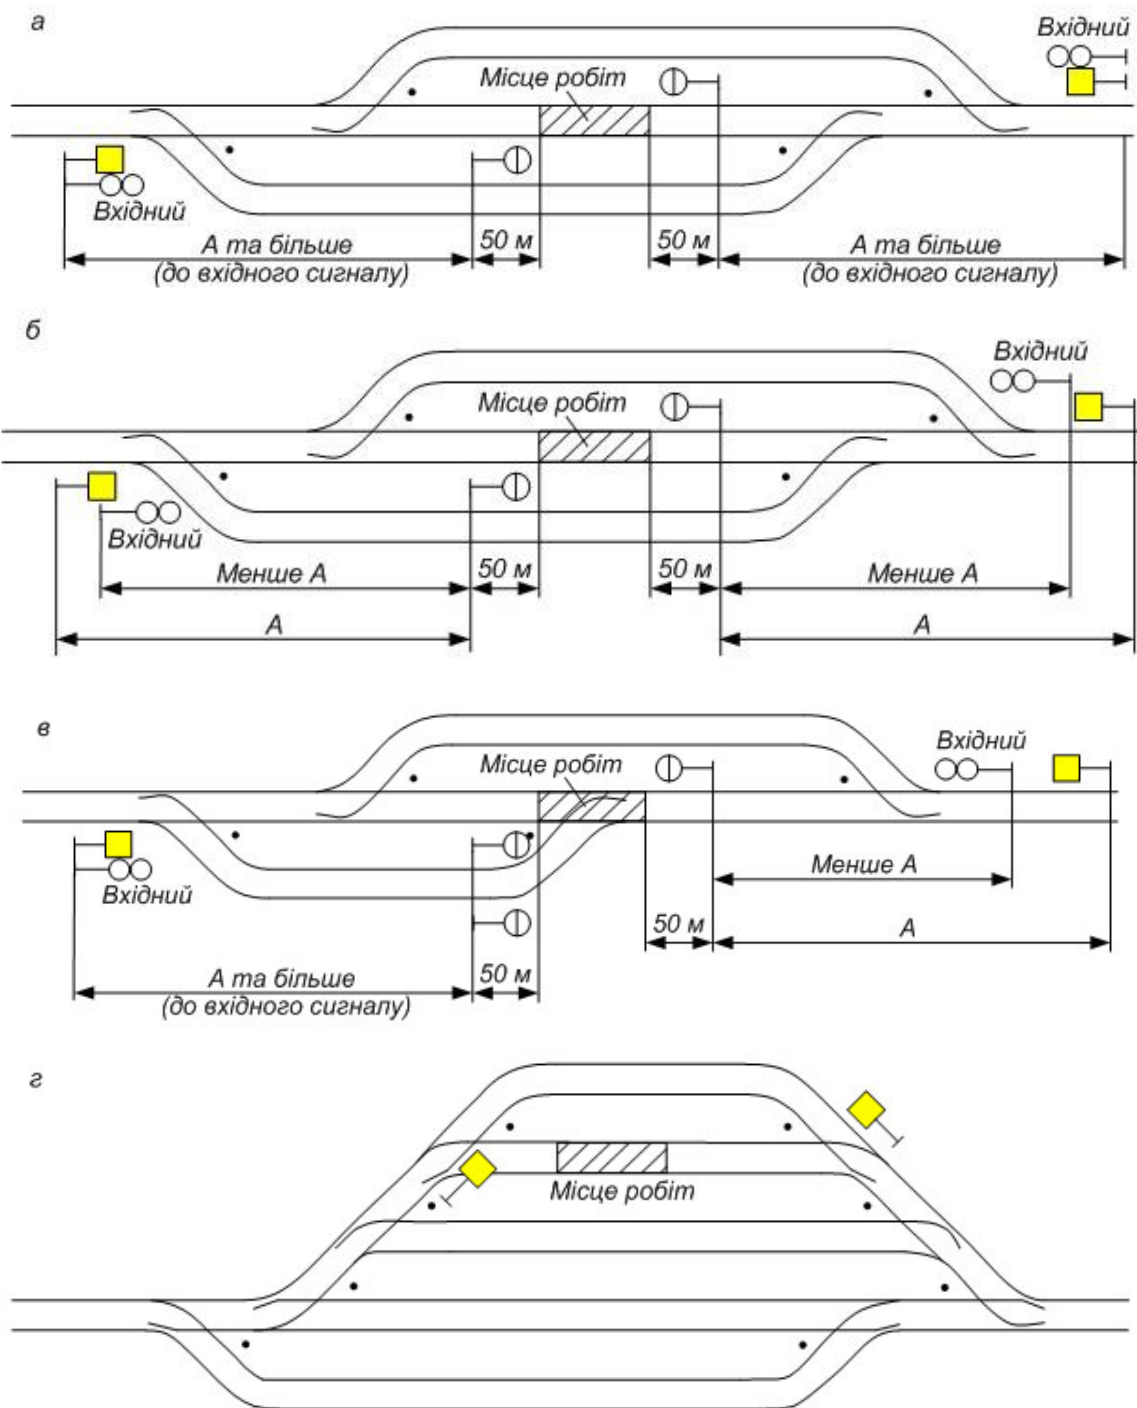 а
Вхідний
Місце робіт
Вхідний
А та більше
(до вхідного сигналу)
50 м
50 м
А та більше
(до вхідного сигналу)
б
Вхідний
Місце робіт
Вхідний
Менше А
50 м
50 м
Менше А
А
А
в
Вхідний
Місце робіт
Вхідний
Менше А
50 м
А
А та більше
(до вхідного сигналу)
50 м
г
Місце робіт